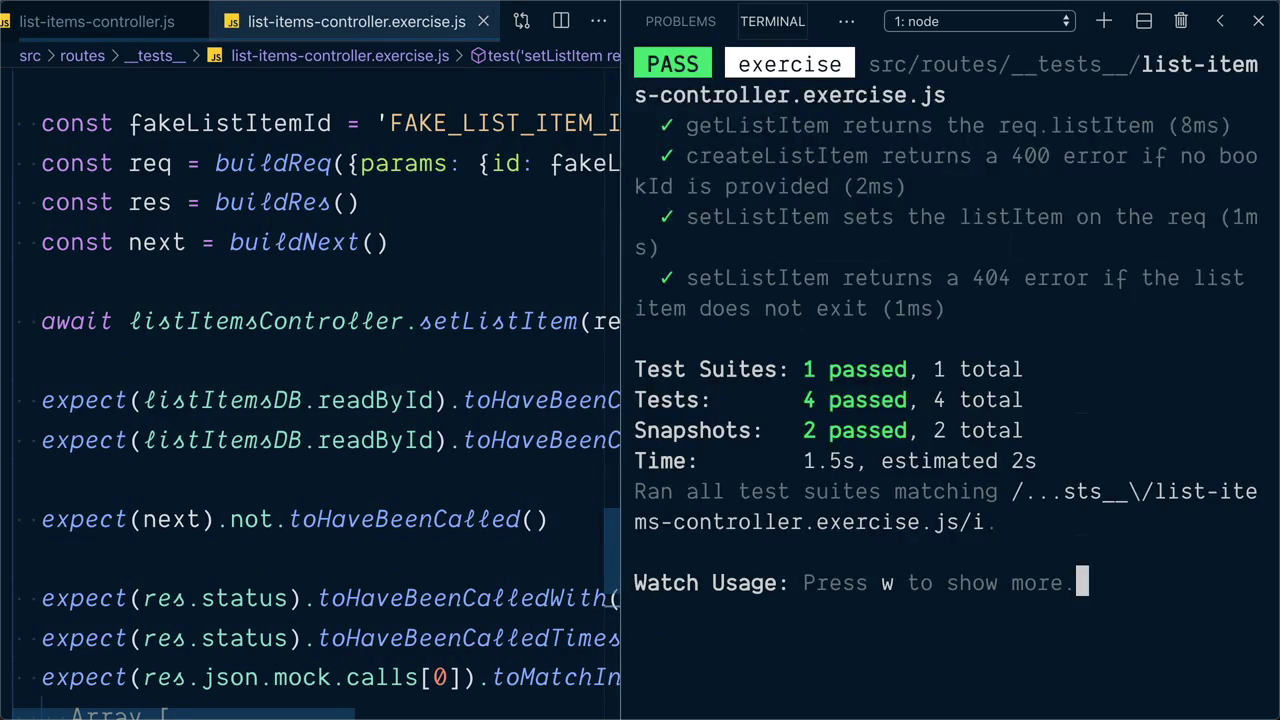 list-items-controller.js
list-items-controller.exercise.js
src › routes › __tests__ › list-items-controller.exercise.js › test('setListItem re
const fakeListItemId = 'FAKE_LIST_ITEM_I
const req = buildReq({params: {id: fakeL
const res = buildRes()
const next = buildNext()
await listItemsController.setListItem(re
expect(listItemsDB.readById).toHaveBeenC
expect(listItemsDB.readById).toHaveBeenC
expect(next).not.toHaveBeenCalled()
expect(res.status).toHaveBeenCalledWith(
expect(res.status).toHaveBeenCalledTimes
expect(res.json.mock.calls[0]).toMatchIn
Array [
PROBLEMS TERMINAL ··· 1: node
PASS exercise src/routes/__tests__/list-item
s-controller.exercise.js
✓ getListItem returns the req.listItem (8ms)
✓ createListItem returns a 400 error if no boo
kId is provided (2ms)
✓ setListItem sets the listItem on the req (1m
s)
✓ setListItem returns a 404 error if the list
item does not exit (1ms)
Test Suites: 1 passed, 1 total
Tests: 4 passed, 4 total
Snapshots: 2 passed, 2 total
Time: 1.5s, estimated 2s
Ran all test suites matching /...sts__\/list-ite
ms-controller.exercise.js/i.
Watch Usage: Press w to show more.